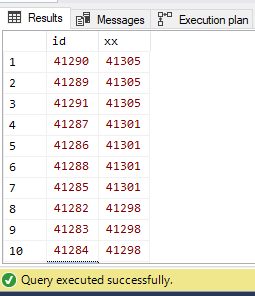 Results Messages Execution plan
id xx
1 41290 41305
2 41289 41305
3 41291 41305
4 41287 41301
5 41286 41301
6 41288 41301
7 41285 41301
8 41282 41298
9 41283 41298
10 41284 41298
Query executed successfully.